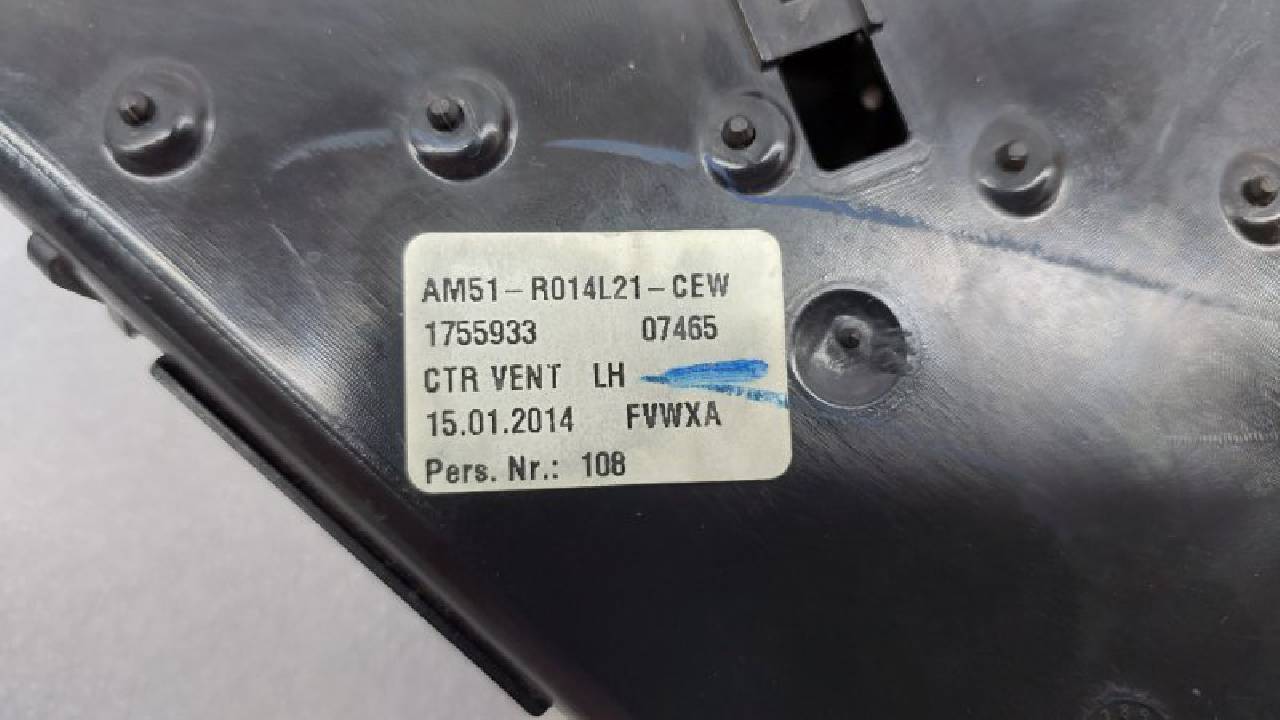 AM51-R014L21-CEW
1755933 07465
CTR VENT LH
15.01.2014 FVWXA
Pers. Nr.: 108